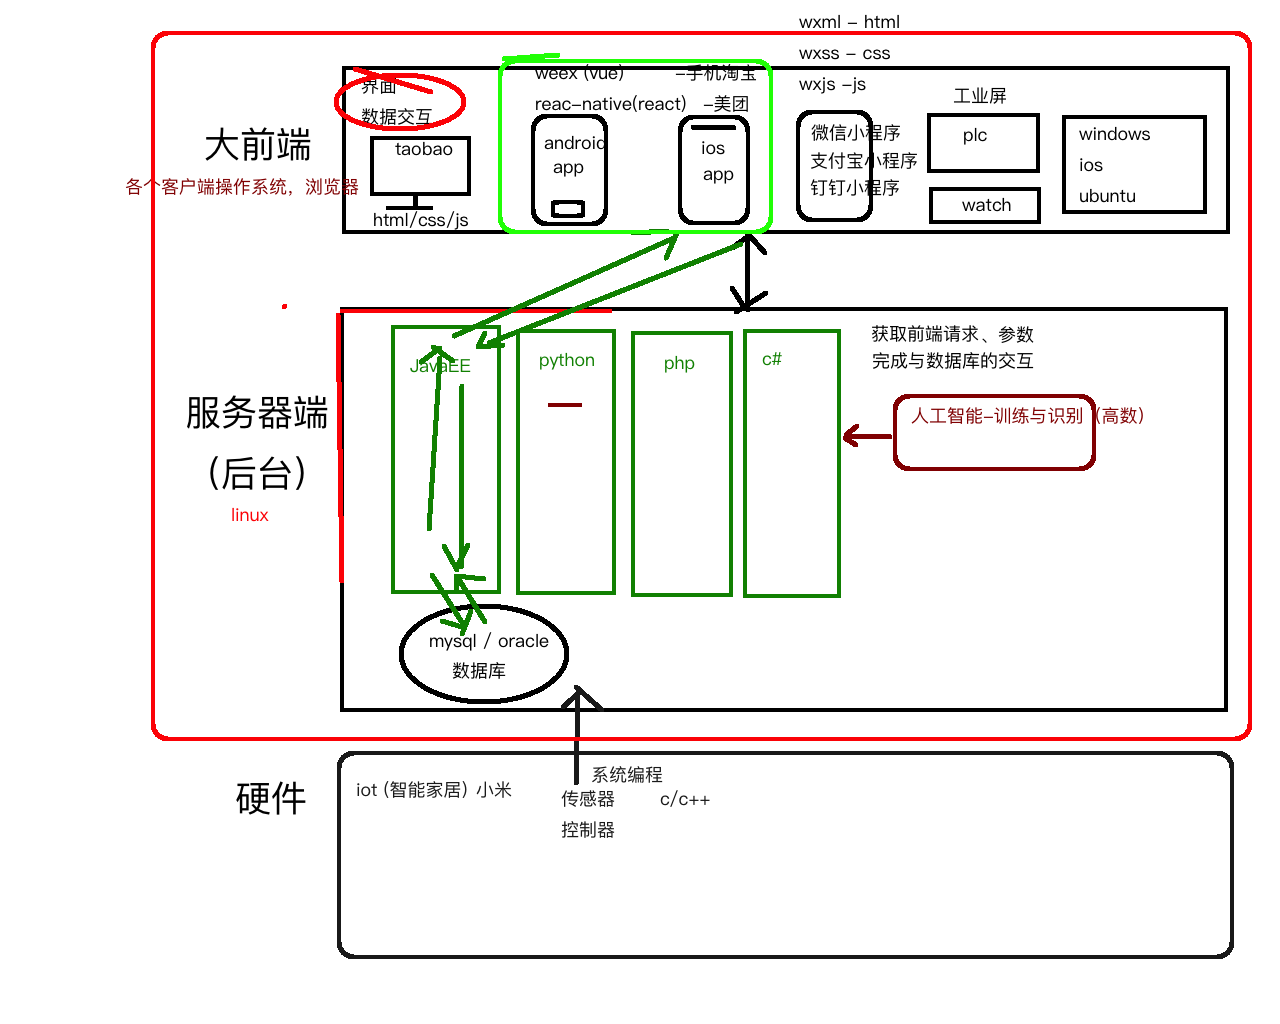 wxml - html
wxss - css
wxjs -js
界面
数据交互
taobao
html/css/js
大前端
各个客户端操作系统，浏览器
weex (vue)
-手机淘宝
reac-native(react)
-美团
android
app
ios
app
微信小程序
支付宝小程序
钉钉小程序
工业屏
plc
watch
windows
ios
ubuntu
服务器端
（后台）
linux
JavaEE
python
php
c#
获取前端请求、参数
完成与数据库的交互
人工智能-训练与识别（高数）
mysql / oracle
数据库
硬件
iot (智能家居) 小米
系统编程
传感器
c/c++
控制器